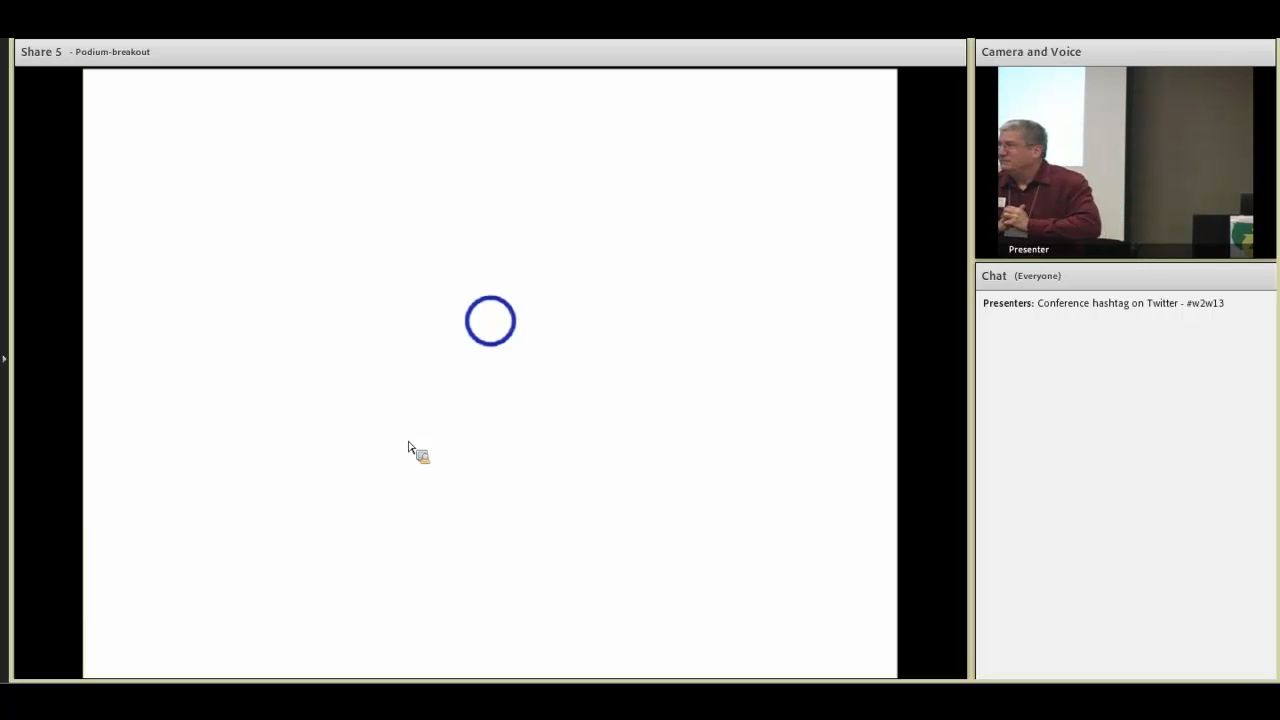 Share 5 - Podium-breakout
Camera and Voice
Presenter
Chat (Everyone)
Presenters: Conference hashtag on Twitter - #w2w13